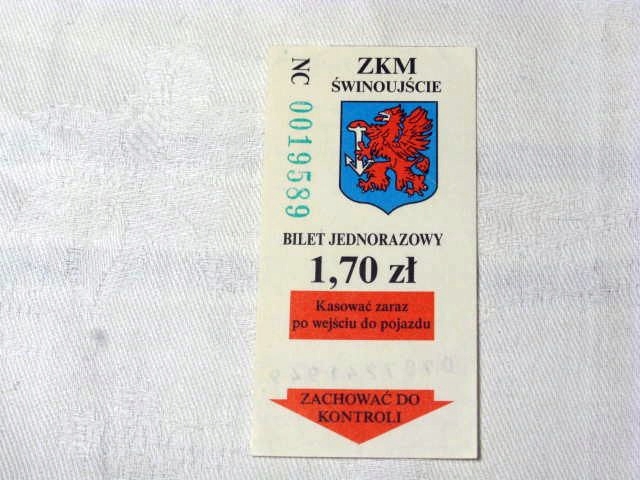 ZKM
ŚWINOUJŚCIE
NC 0019589
BILET JEDNORAZOWY
1,70 zł
Kasować zaraz
po wejściu do pojazdu
ZACHOWAĆ DO
KONTROLI